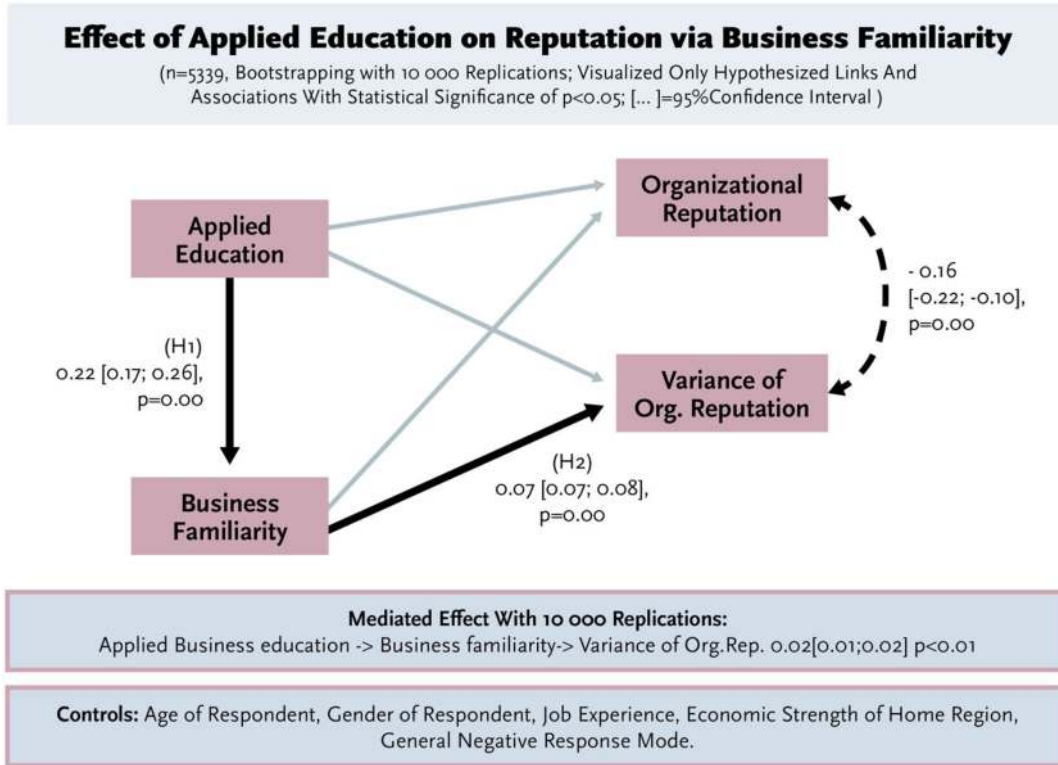 Effect of Applied Education on Reputation via Business Familiarity
(n=5339, Bootstrapping with 10 000 Replications; Visualized Only Hypothesized Links And
Associations With Statistical Significance of p<0.05; [... ]=95%Confidence Interval )
Organizational
Reputation
Applied
Education
- 0.16
[-0.22; -0.10],
p=0.00
(H1)
0.22 [0.17; 0.26],
p=0.00
Variance of
Org. Reputation
(H2)
0.07 [0.07; 0.08],
p=0.00
Business
Familiarity
Mediated Effect With 10 000 Replications:
Applied Business education -> Business familiarity-> Variance of Org.Rep. 0.02[0.01;0.02] p<0.01
Controls: Age of Respondent, Gender of Respondent, Job Experience, Economic Strength of Home Region,
General Negative Response Mode.